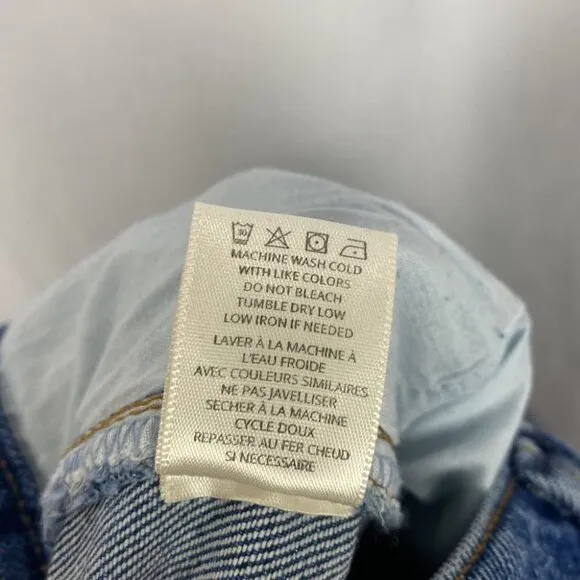 30
MACHINE WASH COLD
WITH LIKE COLORS
DO NOT BLEACH
TUMBLE DRY LOW
LOW IRON IF NEEDED
LAVER À LA MACHINE À
L'EAU FROIDE
AVEC COULEURS SIMILAIRES
NE PAS JAVELLISER
SECHER À LA MACHINE
CYCLE DOUX
REPASSER AU FER CHEUD
SI NECESSAIRE